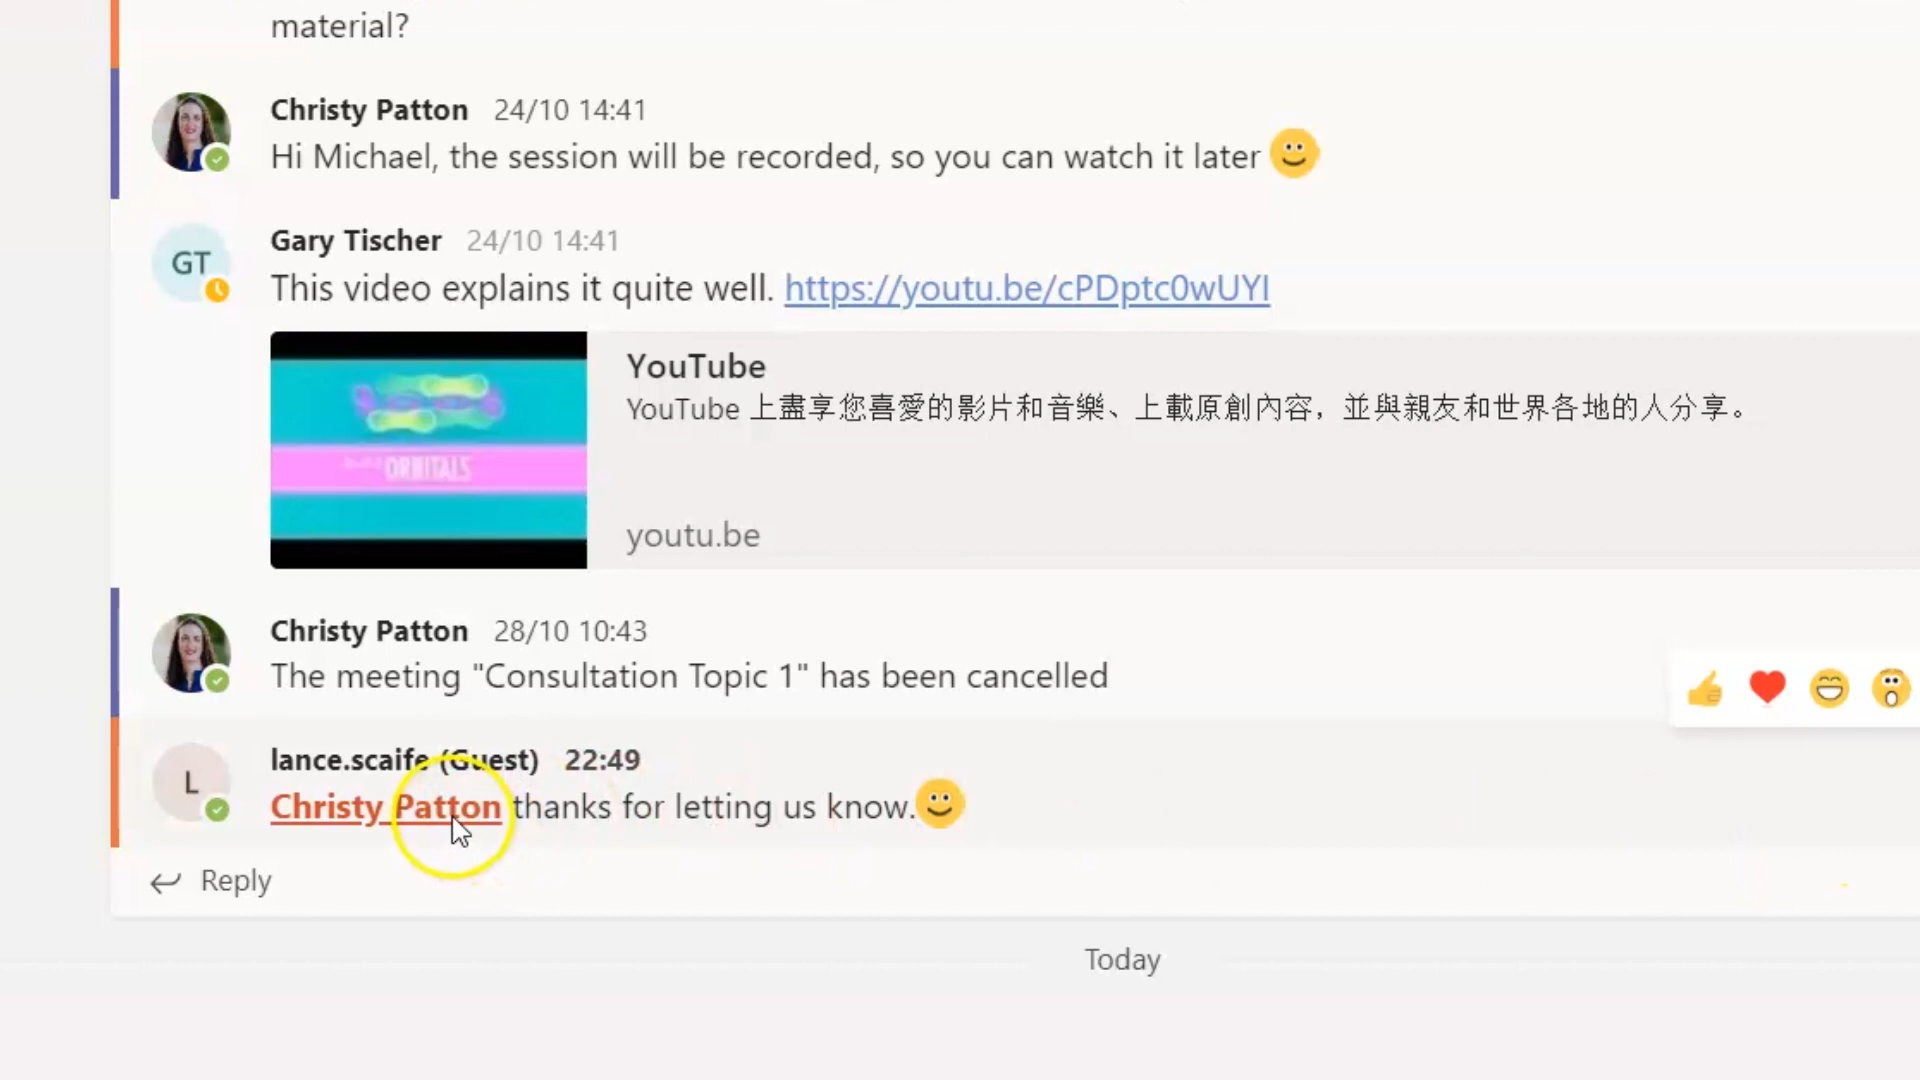 material?
Christy Patton 24/10 14:41
Hi Michael, the session will be recorded, so you can watch it later
Gary Tischer 24/10 14:41
GT
This video explains it quite well. https://youtu.be/cPDptc0wUYI
YouTube
YouTube 上盡享您喜愛的影片和音樂、上載原創內容，並與親友和世界各地的人分享。
ORBITALS
youtu.be
Christy Patton 28/10 10:43
The meeting "Consultation Topic 1" has been cancelled
lance.scaife (Guest) 22:49
L
Christy Patton thanks for letting us know.
Reply
Today